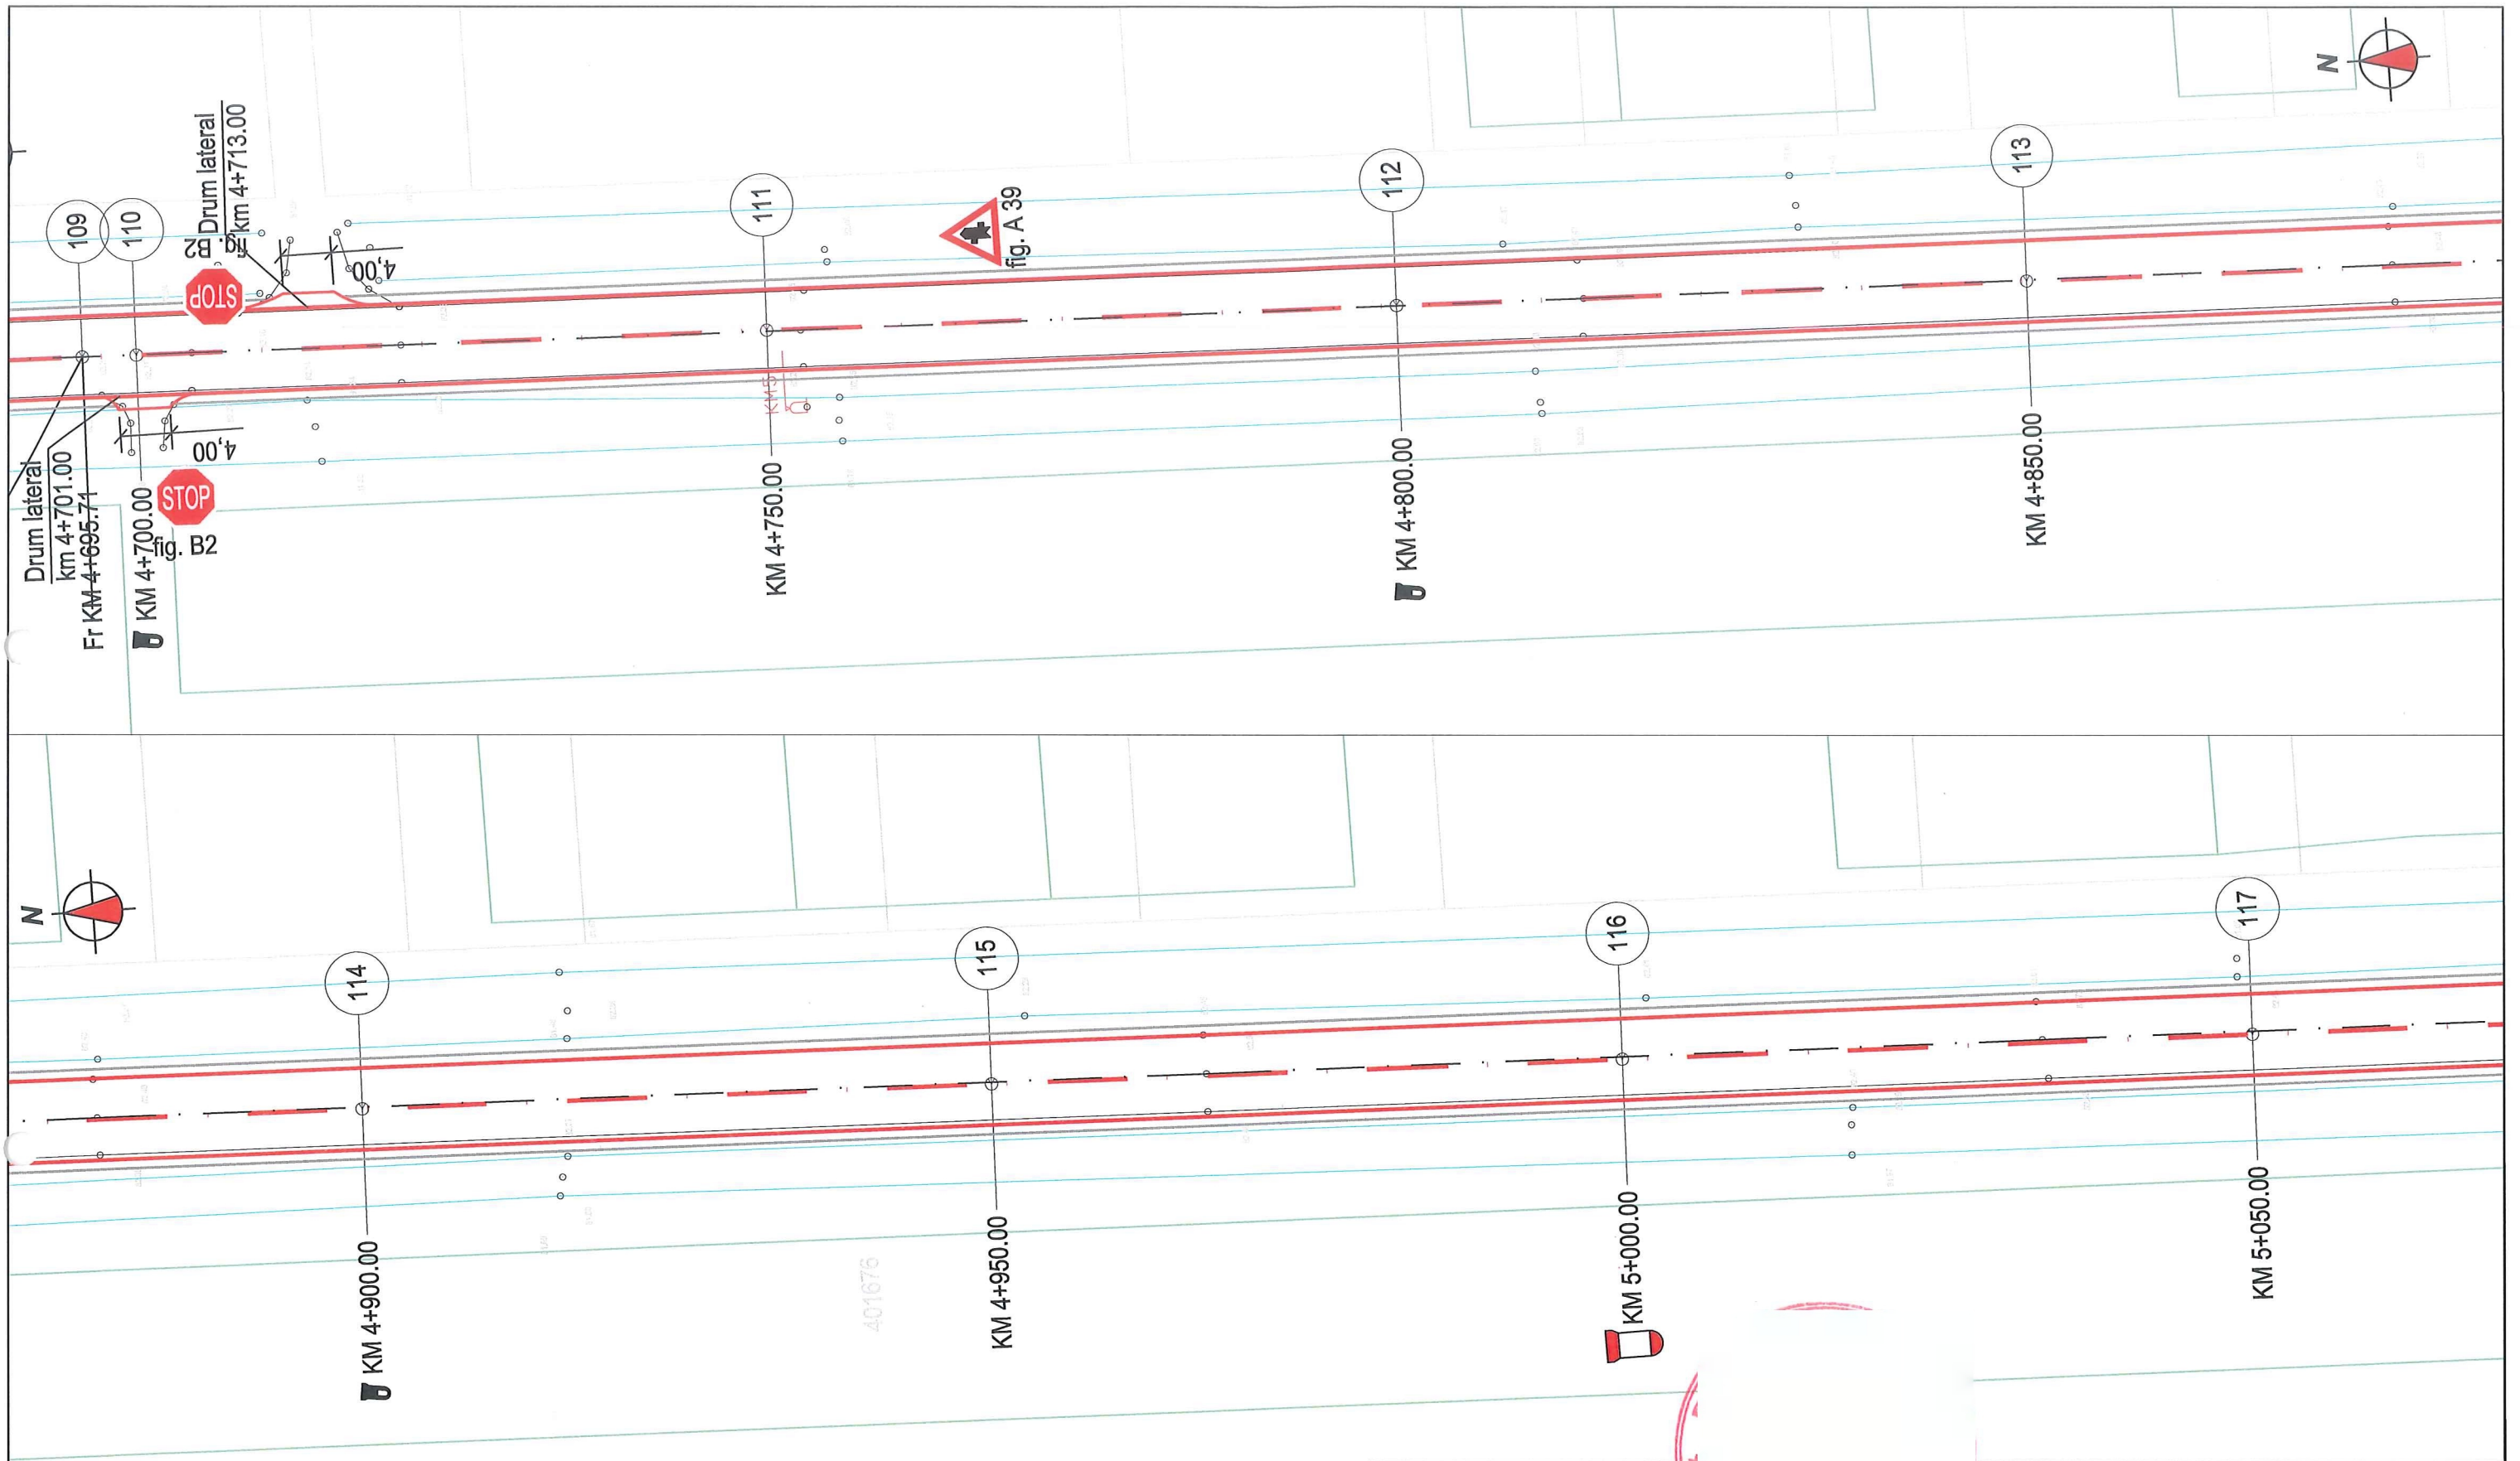 109
110
Drum lateral
km 4+713.00
fig. B2
STOP
4,00
111
fig. A 39
112
113
N
Drum lateral
km 4+701.00
Fr KM 4+695.71
KM 4+700.00
4,00
STOP
fig. B2
KM5
KM 4+750.00
KM 4+800.00
KM 4+850.00
N
114
115
116
117
KM 4+900.00
401676
KM 4+950.00
KM 5+000.00
KM 5+050.00